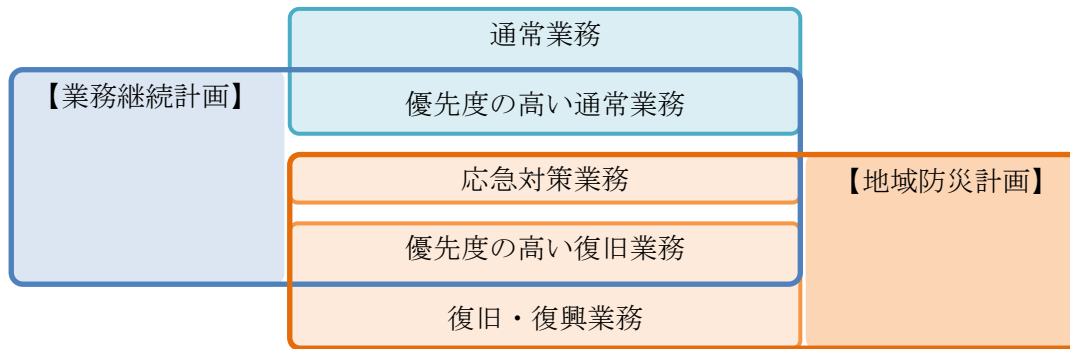 通常業務
【業務継続計画】
優先度の高い通常業務
応急対策業務
【地域防災計画】
優先度の高い復旧業務
復旧・復興業務